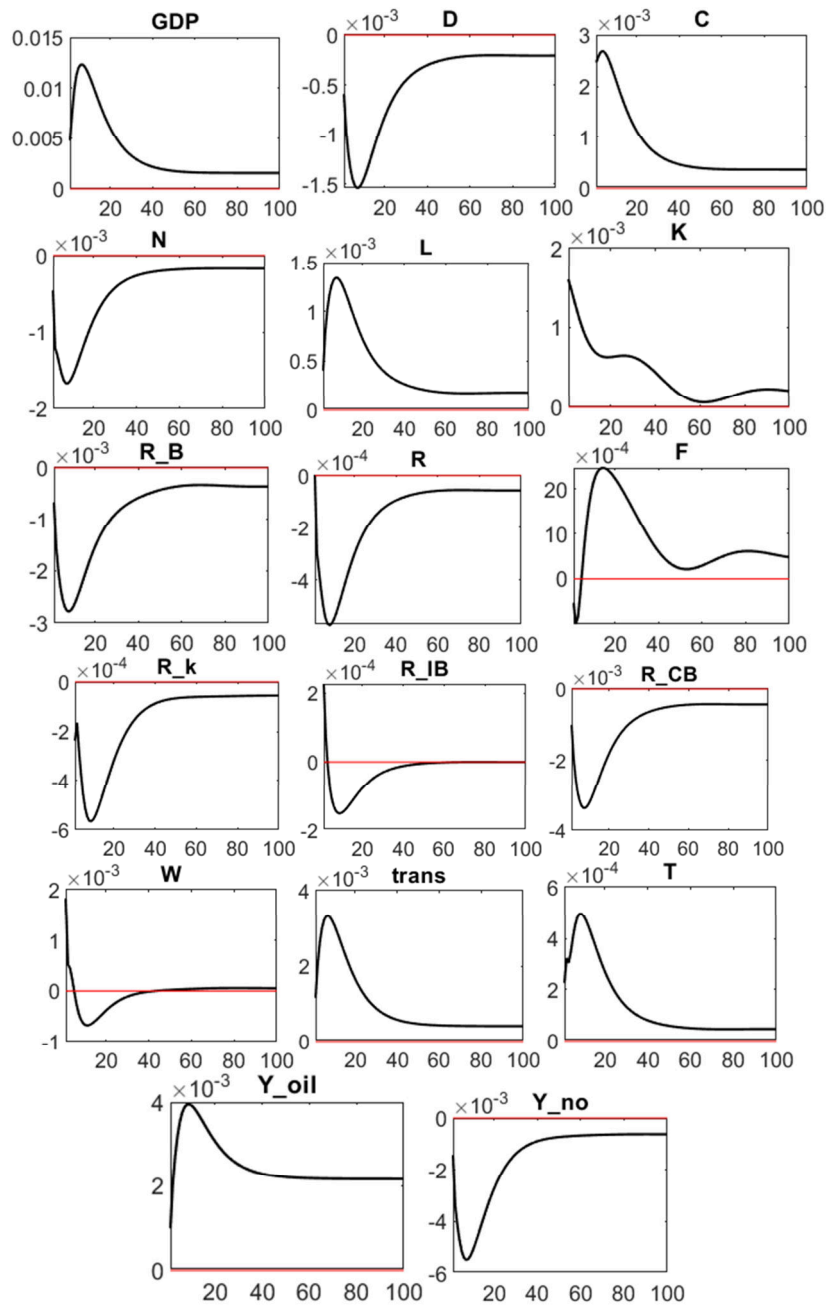 GDP
0.015
0.01
0.005
0
20 40 60 80 100
×10⁻³ D
0
-0.5
-1
-1.5
20 40 60 80 100
×10⁻³ C
3
2
1
0
20 40 60 80 100
×10⁻³ N
0
-1
-2
20 40 60 80 100
×10⁻³ L
1.5
1
0.5
0
20 40 60 80 100
×10⁻³ K
2
1
0
20 40 60 80 100
×10⁻³ R_B
0
-1
-2
-3
20 40 60 80 100
×10⁻⁴ R
0
-2
-4
20 40 60 80 100
×10⁻⁴ F
20
10
0
20 40 60 80 100
×10⁻⁴ R_k
0
-2
-4
-6
20 40 60 80 100
×10⁻⁴ R_IB
2
0
-2
20 40 60 80 100
×10⁻³ R_CB
0
-2
-4
20 40 60 80 100
×10⁻³ W
2
1
0
-1
20 40 60 80 100
×10⁻³ trans
4
2
0
20 40 60 80 100
×10⁻⁴ T
6
4
2
0
20 40 60 80 100
×10⁻³ Y_oil
4
2
0
20 40 60 80 100
×10⁻³ Y_no
0
-2
-4
-6
20 40 60 80 100